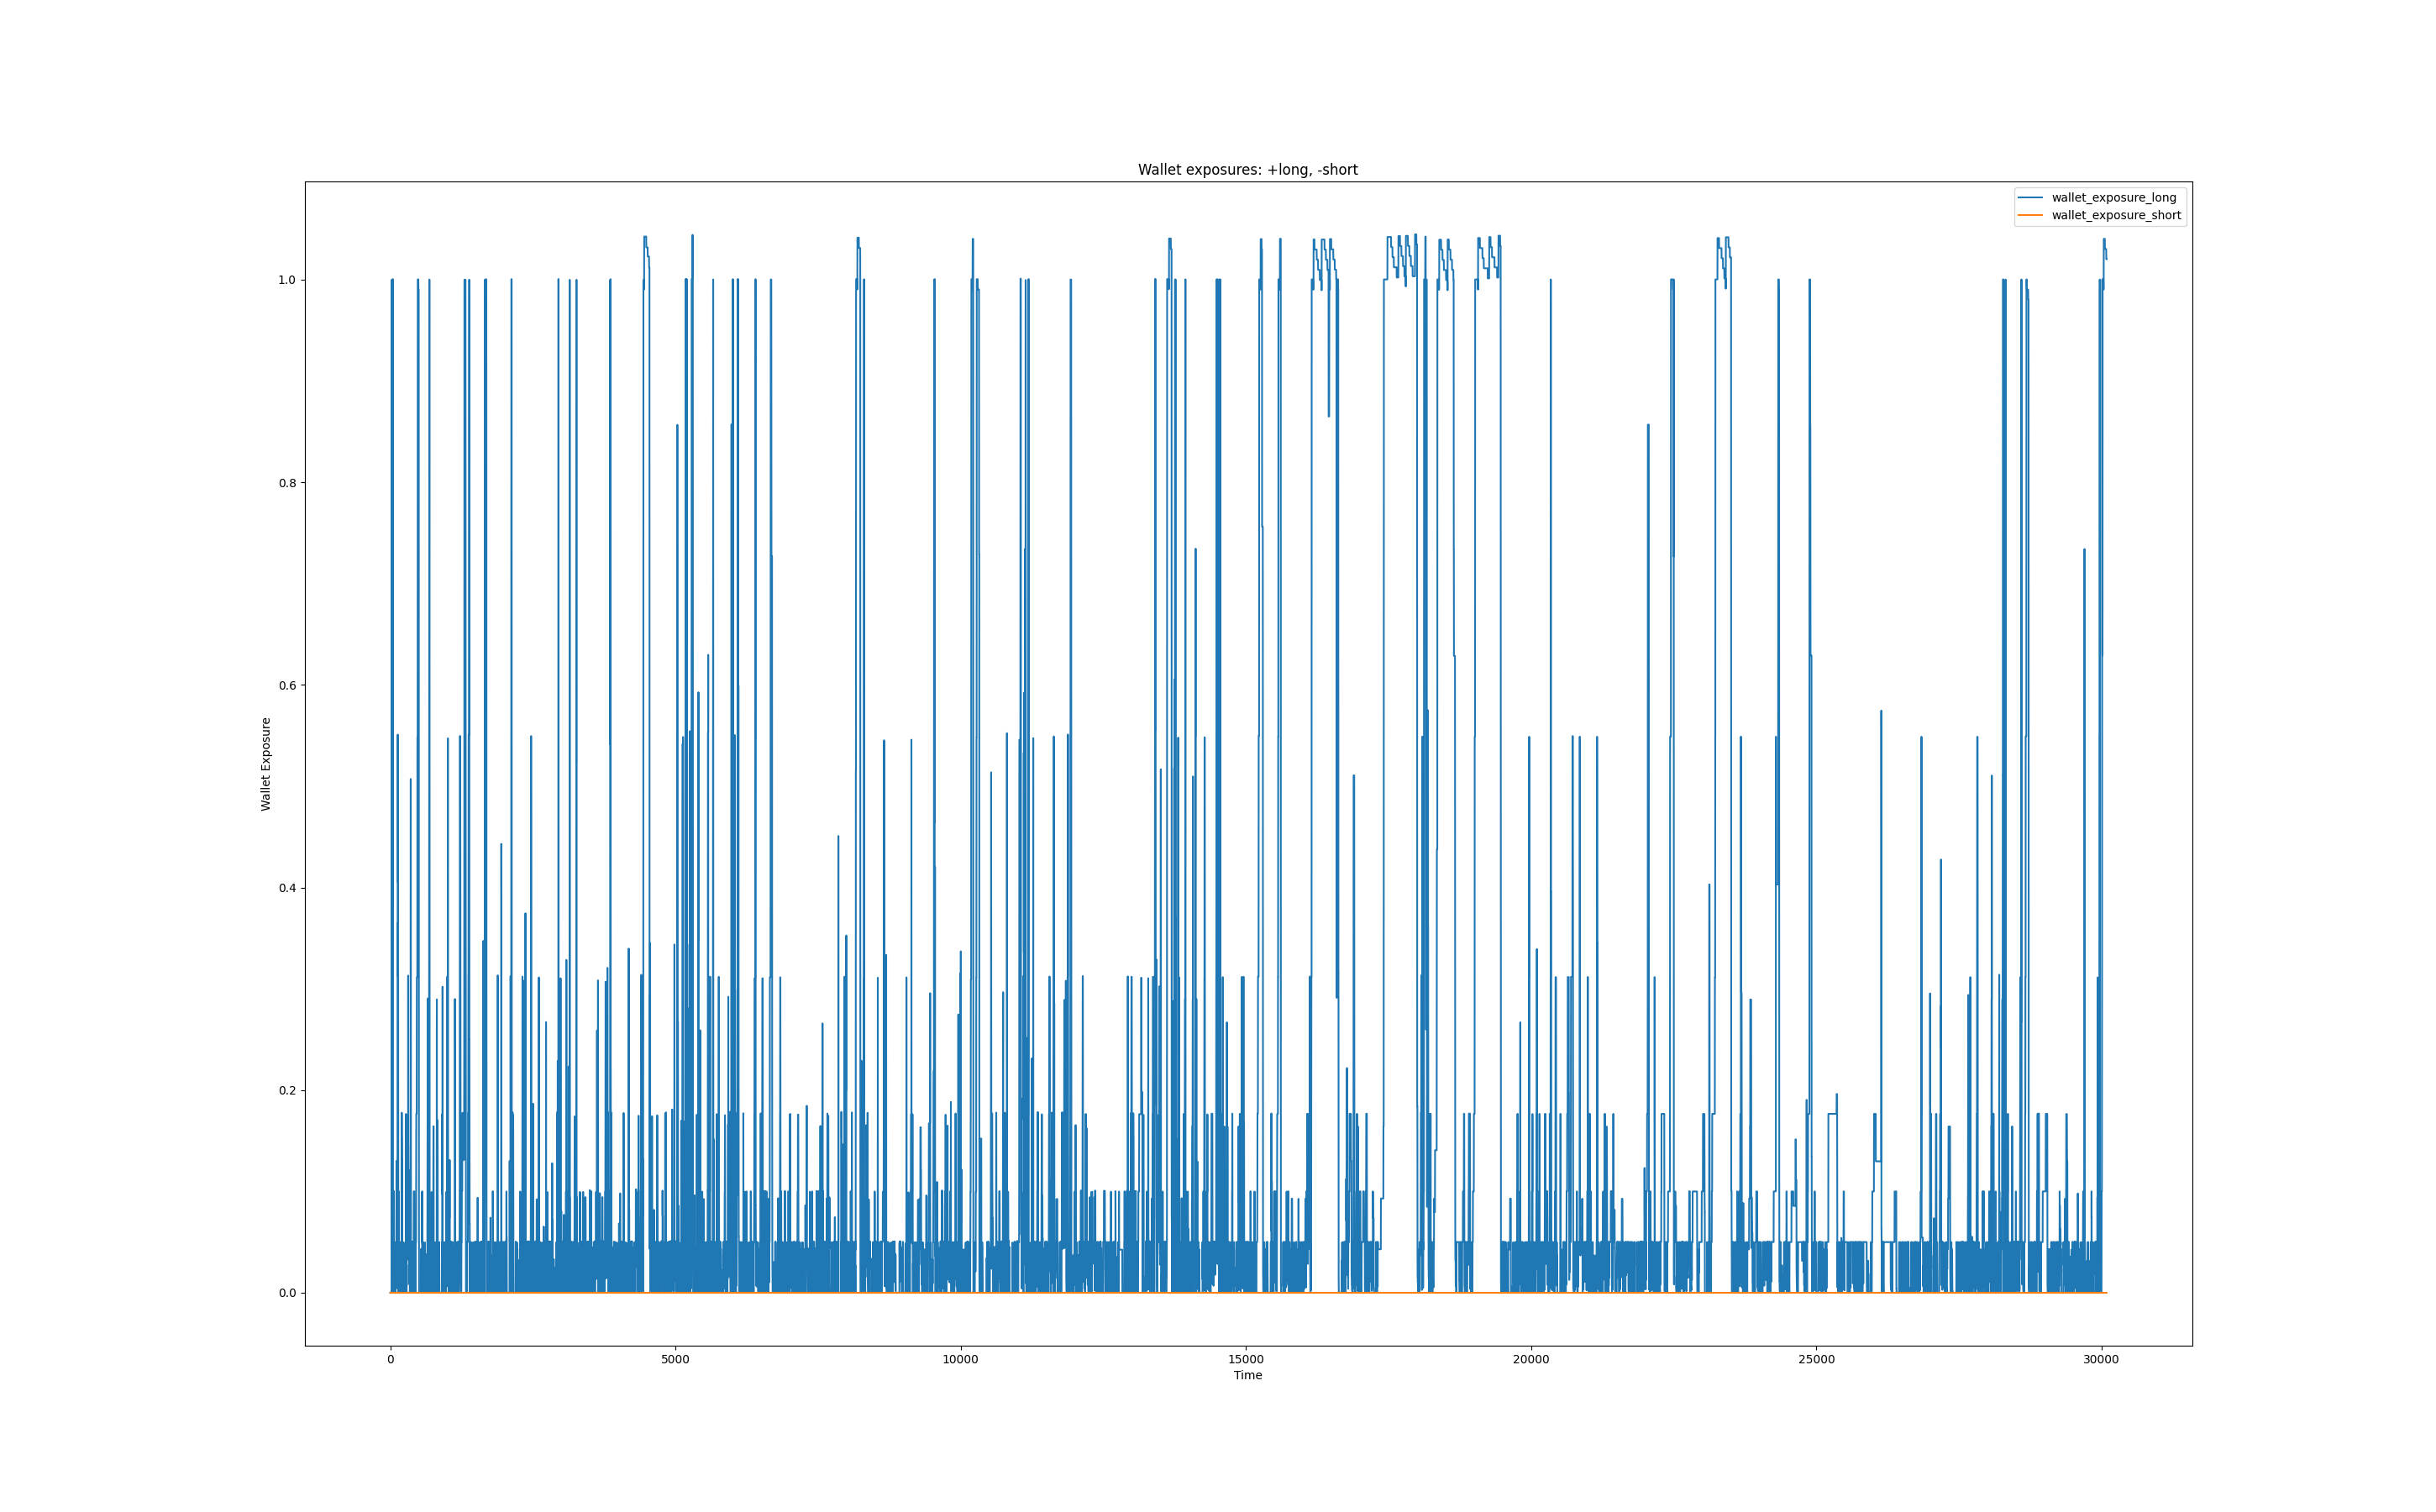 Wallet exposures: +long, -short
wallet_exposure_long
wallet_exposure_short
1.0
0.8
0.6
0.4
0.2
0.0
Wallet Exposure
0 5000 10000 15000 20000 25000 30000
Time